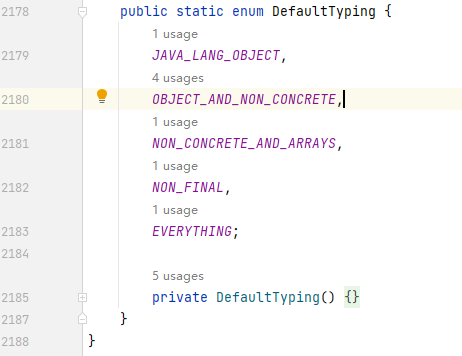 2178 public static enum DefaultTyping {
1 usage
2179 JAVA_LANG_OBJECT,
4 usages
2180 OBJECT_AND_NON_CONCRETE,
1 usage
2181 NON_CONCRETE_AND_ARRAYS,
1 usage
2182 NON_FINAL,
1 usage
2183 EVERYTHING;
2184
5 usages
2185 private DefaultTyping() {}
2187 }
2188 }